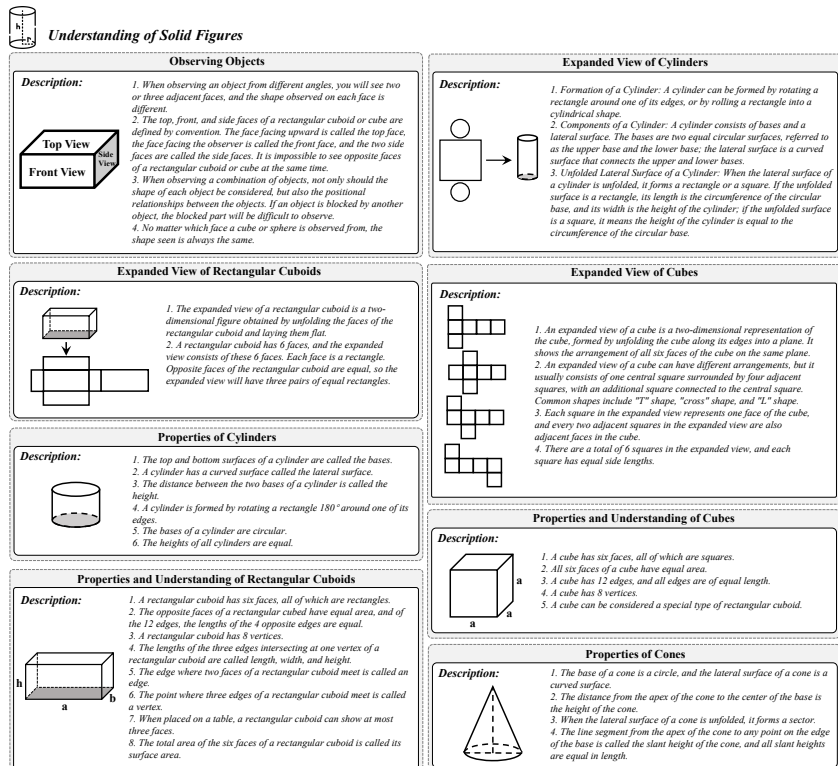 h
r
Understanding of Solid Figures
Observing Objects
Description:
Top View
Front View
Side
View
1. When observing an object from different angles, you will see two
or three adjacent faces, and the shape observed on each face is
different.
2. The top, front, and side faces of a rectangular cuboid or cube are
defined by convention. The face facing upward is called the top face,
the face facing the observer is called the front face, and the two side
faces are called the side faces. It is impossible to see opposite faces
of a rectangular cuboid or cube at the same time.
3. When observing a combination of objects, not only should the
shape of each object be considered, but also the positional
relationships between the objects. If an object is blocked by another
object, the blocked part will be difficult to observe.
4. No matter which face a cube or sphere is observed from, the
shape seen is always the same.
Expanded View of Rectangular Cuboids
Description:
1. The expanded view of a rectangular cuboid is a two-
dimensional figure obtained by unfolding the faces of the
rectangular cuboid and laying them flat.
2. A rectangular cuboid has 6 faces, and the expanded
view consists of these 6 faces. Each face is a rectangle.
Opposite faces of the rectangular cuboid are equal, so the
expanded view will have three pairs of equal rectangles.
Properties of Cylinders
Description:
1. The top and bottom surfaces of a cylinder are called the bases.
2. A cylinder has a curved surface called the lateral surface.
3. The distance between the two bases of a cylinder is called the
height.
4. A cylinder is formed by rotating a rectangle 180° around one of its
edges.
5. The bases of a cylinder are circular.
6. The heights of all cylinders are equal.
Properties and Understanding of Rectangular Cuboids
Description:
h
a
b
1. A rectangular cuboid has six faces, all of which are rectangles.
2. The opposite faces of a rectangular cubed have equal area, and of
the 12 edges, the lengths of the 4 opposite edges are equal.
3. A rectangular cuboid has 8 vertices.
4. The lengths of the three edges intersecting at one vertex of a
rectangular cuboid are called length, width, and height.
5. The edge where two faces of a rectangular cuboid meet is called an
edge.
6. The point where three edges of a rectangular cuboid meet is called
a vertex.
7. When placed on a table, a rectangular cuboid can show at most
three faces.
8. The total area of the six faces of a rectangular cuboid is called its
surface area.
Expanded View of Cylinders
Description:
1. Formation of a Cylinder: A cylinder can be formed by rotating a
rectangle around one of its edges, or by rolling a rectangle into a
cylindrical shape.
2. Components of a Cylinder: A cylinder consists of bases and a
lateral surface. The bases are two equal circular surfaces, referred to
as the upper base and the lower base; the lateral surface is a curved
surface that connects the upper and lower bases.
3. Unfolded Lateral Surface of a Cylinder: When the lateral surface of
a cylinder is unfolded, it forms a rectangle or a square. If the unfolded
surface is a rectangle, its length is the circumference of the circular
base, and its width is the height of the cylinder; if the unfolded surface
is a square, it means the height of the cylinder is equal to the
circumference of the circular base.
Expanded View of Cubes
Description:
1. An expanded view of a cube is a two-dimensional representation of
the cube, formed by unfolding the cube along its edges into a plane. It
shows the arrangement of all six faces of the cube on the same plane.
2. An expanded view of a cube can have different arrangements, but it
usually consists of one central square surrounded by four adjacent
squares, with an additional square connected to the central square.
Common shapes include "T" shape, "cross" shape, and "L" shape.
3. Each square in the expanded view represents one face of the cube,
and every two adjacent squares in the expanded view are also
adjacent faces in the cube.
4. There are a total of 6 squares in the expanded view, and each
square has equal side lengths.
Properties and Understanding of Cubes
Description:
a
a
a
1. A cube has six faces, all of which are squares.
2. All six faces of a cube have equal area.
3. A cube has 12 edges, and all edges are of equal length.
4. A cube has 8 vertices.
5. A cube can be considered a special type of rectangular cuboid.
Properties of Cones
Description:
1. The base of a cone is a circle, and the lateral surface of a cone is a
curved surface.
2. The distance from the apex of the cone to the center of the base is
the height of the cone.
3. When the lateral surface of a cone is unfolded, it forms a sector.
4. The line segment from the apex of the cone to any point on the edge
of the base is called the slant height of the cone, and all slant heights
are equal in length.